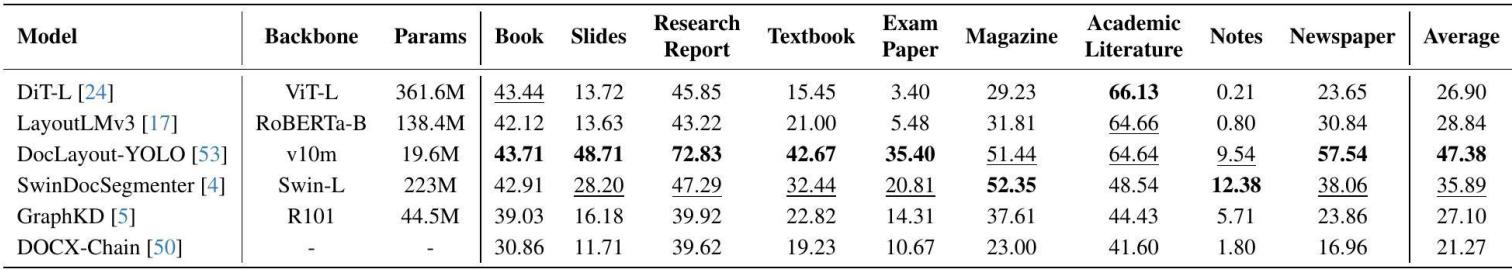 Model Backbone Params Book Slides Research Report Textbook Exam Paper Magazine Academic Literature Notes Newspaper Average
DiT-L [24] ViT-L 361.6M 43.44 13.72 45.85 15.45 3.40 29.23 66.13 0.21 23.65 26.90
LayoutLMv3 [17] RoBERTa-B 138.4M 42.12 13.63 43.22 21.00 5.48 31.81 64.66 0.80 30.84 28.84
DocLayout-YOLO [53] v10m 19.6M 43.71 48.71 72.83 42.67 35.40 51.44 64.64 9.54 57.54 47.38
SwinDocSegmenter [4] Swin-L 223M 42.91 28.20 47.29 32.44 20.81 52.35 48.54 12.38 38.06 35.89
GraphKD [5] R101 44.5M 39.03 16.18 39.92 22.82 14.31 37.61 44.43 5.71 23.86 27.10
DOCX-Chain [50] - - 30.86 11.71 39.62 19.23 10.67 23.00 41.60 1.80 16.96 21.27